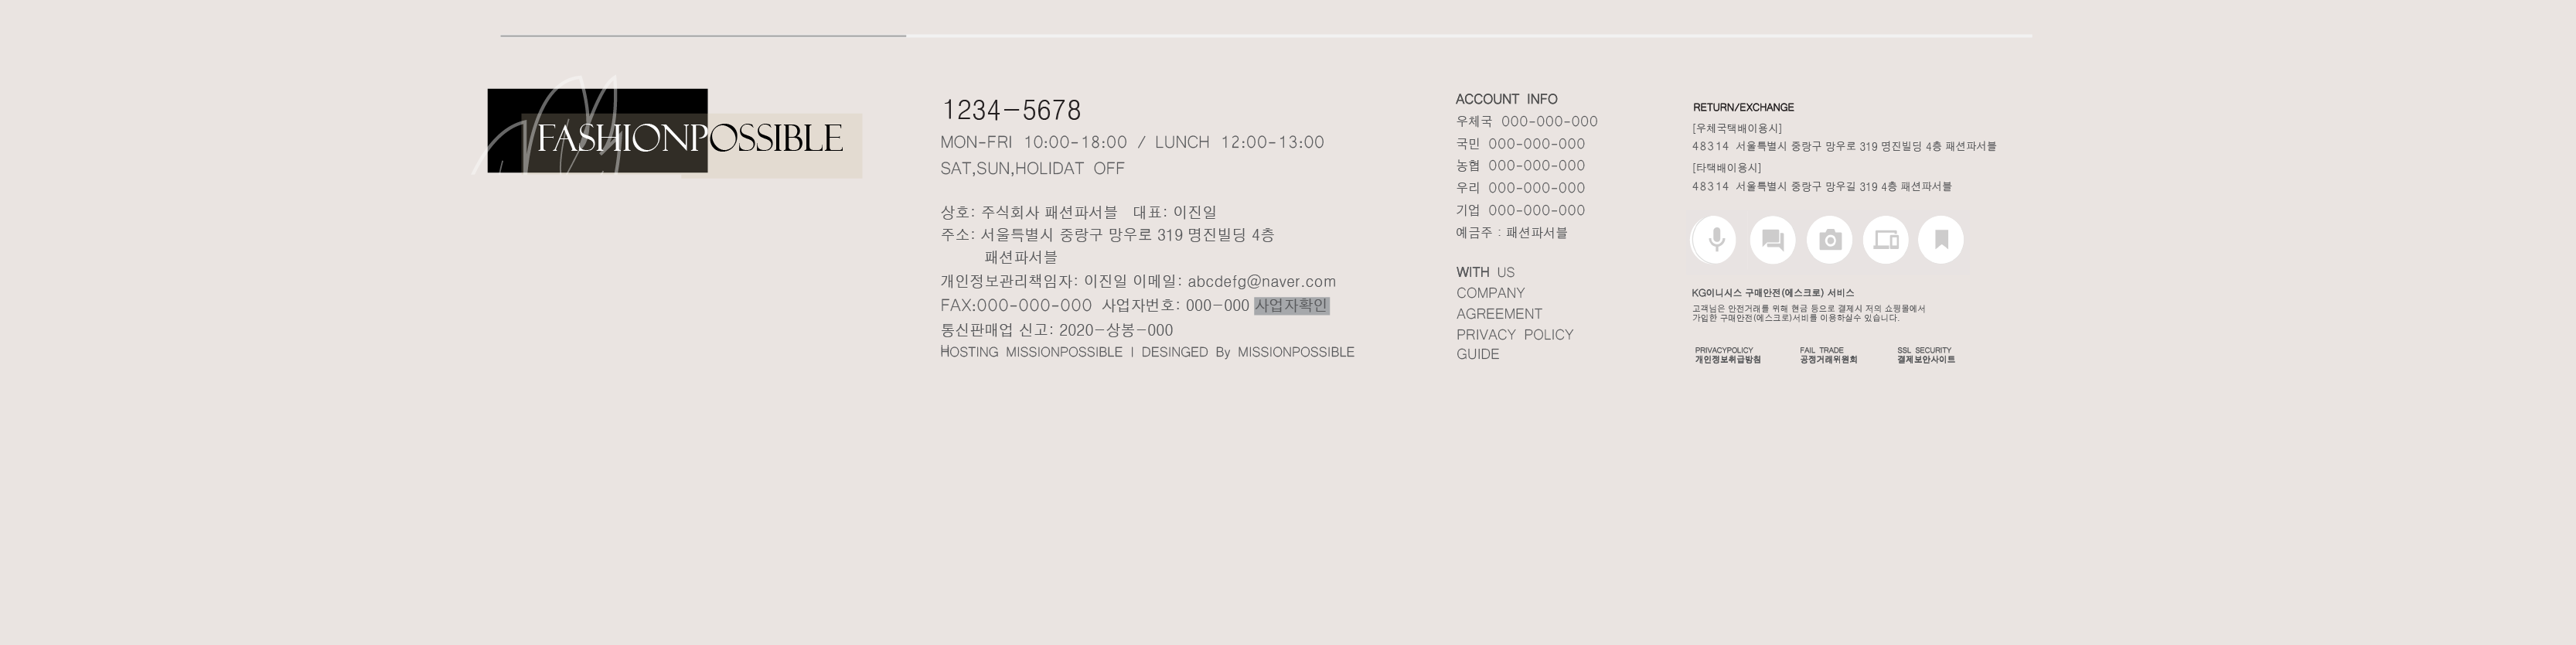 FASHIONPOSSIBLE
1234-5678
MON-FRI 10:00-18:00 / LUNCH 12:00-13:00
SAT,SUN,HOLIDAT OFF
상호: 주식회사 패션파서블 대표: 이진일
주소: 서울특별시 중랑구 망우로 319 명진빌딩 4층
패션파서블
개인정보관리책임자: 이진일 이메일: abcdefg@naver.com
FAX:000-000-000 사업자번호: 000-000 사업자확인
통신판매업 신고: 2020-상봉-000
HOSTING MISSIONPOSSIBLE | DESINGED By MISSIONPOSSIBLE
ACCOUNT INFO
우체국 000-000-000
국민 000-000-000
농협 000-000-000
우리 000-000-000
기업 000-000-000
예금주 : 패션파서블
WITH US
COMPANY
AGREEMENT
PRIVACY POLICY
GUIDE
RETURN/EXCHANGE
[우체국택배이용시]
48314 서울특별시 중랑구 망우로 319 명진빌딩 4층 패션파서블
[타택배이용시]
48314 서울특별시 중랑구 망우길 319 4층 패션파서블
KG이니시스 구매안전(에스크로) 서비스
고객님은 안전거래를 위해 현금 등으로 결제시 저의 쇼핑몰에서
가입한 구매안전(에스크로)서비를 이용하실수 있습니다.
PRIVACYPOLICY
개인정보취급방침
FAIL TRADE
공정거래위원회
SSL SECURITY
결제보안사이트